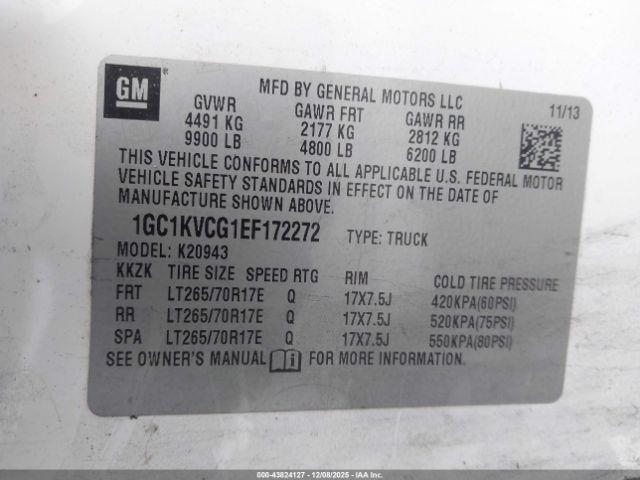 GM
MFD BY GENERAL MOTORS LLC
11/13
GVWR GAWR FRT GAWR RR
4491 KG 2177 KG 2812 KG
9900 LB 4800 LB 6200 LB
THIS VEHICLE CONFORMS TO ALL APPLICABLE U.S. FEDERAL MOTOR
VEHICLE SAFETY STANDARDS IN EFFECT ON THE DATE OF
MANUFACTURE SHOWN ABOVE.
1GC1KVCG1EF172272 TYPE: TRUCK
MODEL: K20943
KKZK TIRE SIZE SPEED RTG RIM COLD TIRE PRESSURE
FRT LT265/70R17E Q 17X7.5J 420KPA(60PSI)
RR LT265/70R17E Q 17X7.5J 520KPA(75PSI)
SPA LT265/70R17E Q 17X7.5J 550KPA(80PSI)
SEE OWNER'S MANUAL FOR MORE INFORMATION.
000-43824127 - 12/08/2025 - IAAI.CA